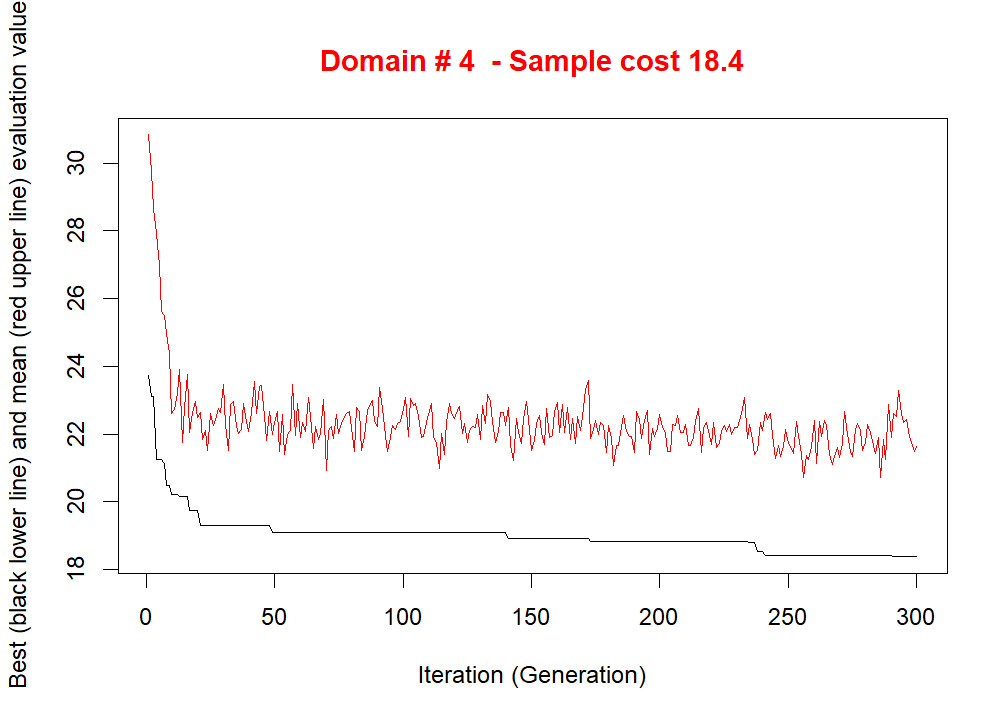 Domain # 4  - Sample cost 18.4
Best (black lower line) and mean (red upper line) evaluation value
30
28
26
24
22
20
18
0 50 100 150 200 250 300
Iteration (Generation)